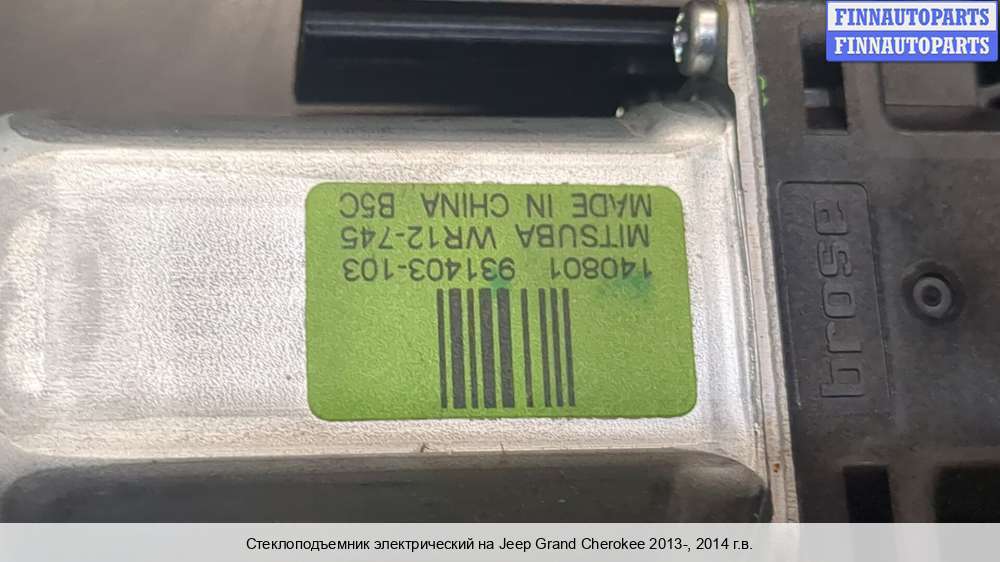 FINNAUTOPARTS
FINNAUTOPARTS
140801 931403-103
MITSUBA WR12-745
MADE IN CHINA B5C
brose
Стеклоподъемник электрический на Jeep Grand Cherokee 2013-, 2014 г.в.